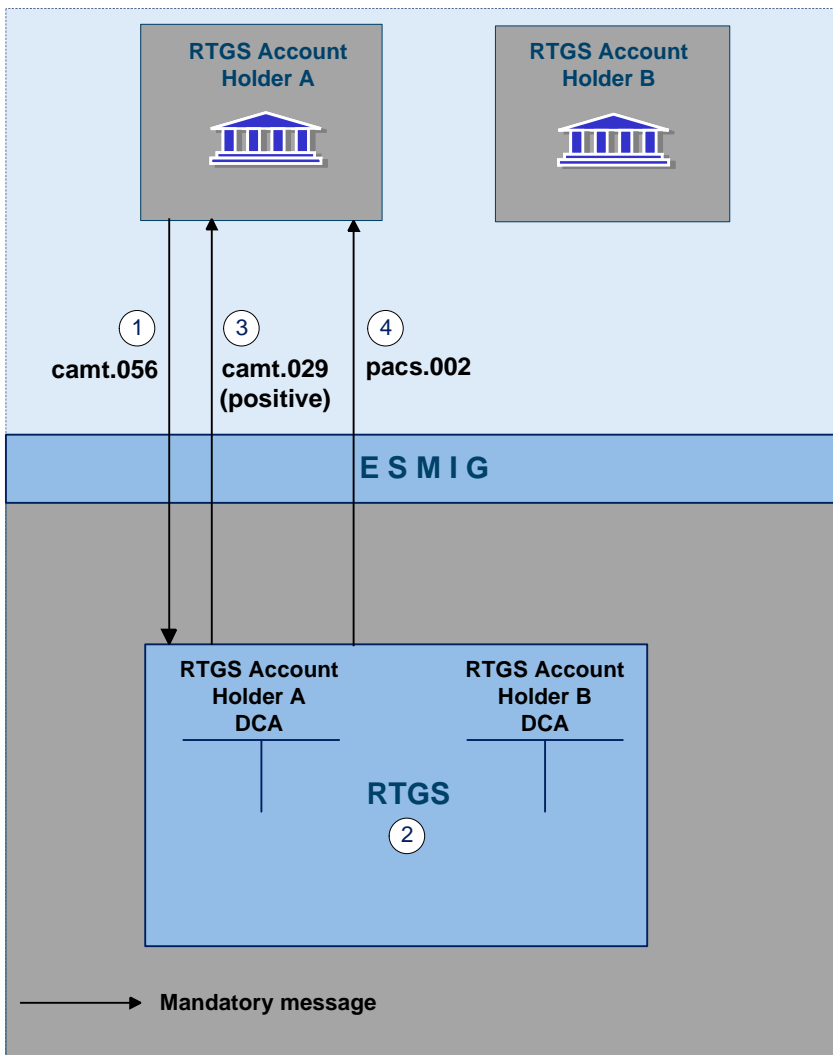 RTGS Account
Holder A
RTGS Account
Holder B
1
3
4
camt.056
camt.029
(positive)
pacs.002
E S M I G
RTGS Account
Holder A
DCA
RTGS Account
Holder B
DCA
RTGS
2
Mandatory message